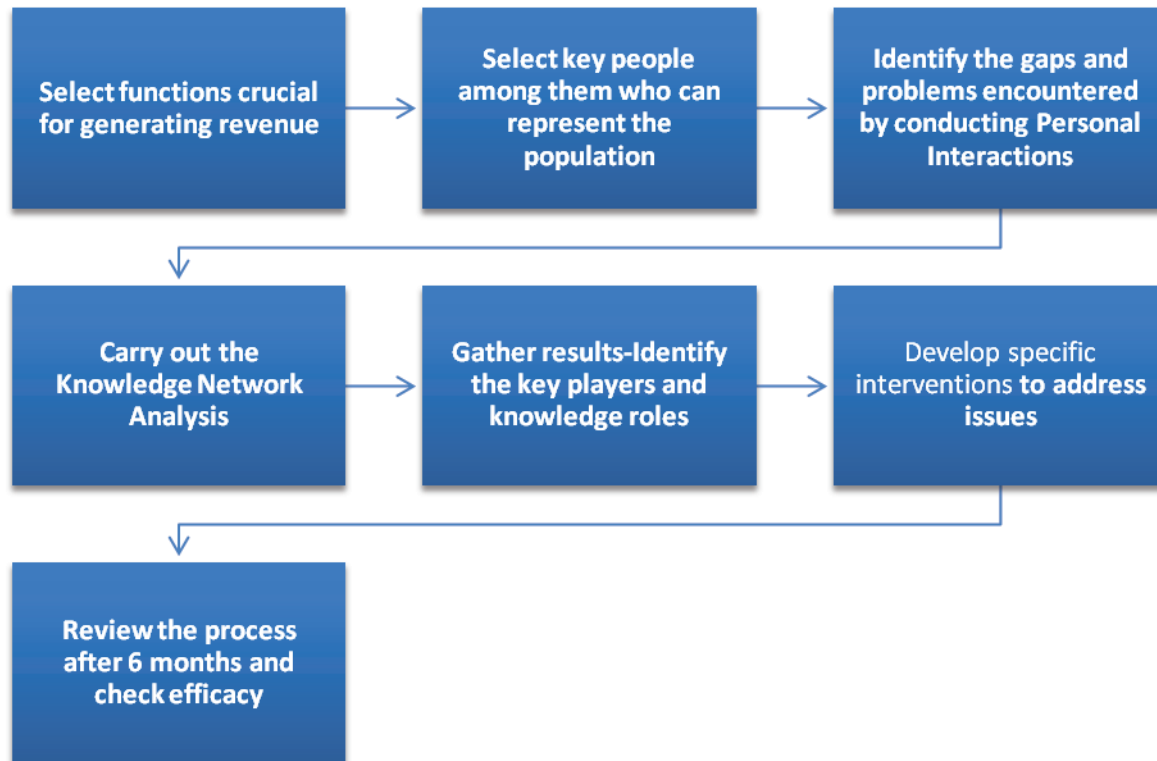 Select functions crucial
for generating revenue
Select key people
among them who can
represent the
population
Identify the gaps and
problems encountered
by conducting Personal
Interactions
Carry out the
Knowledge Network
Analysis
Gather results-Identify
the key players and
knowledge roles
Develop specific
interventions to address
issues
Review the process
after 6 months and
check efficacy